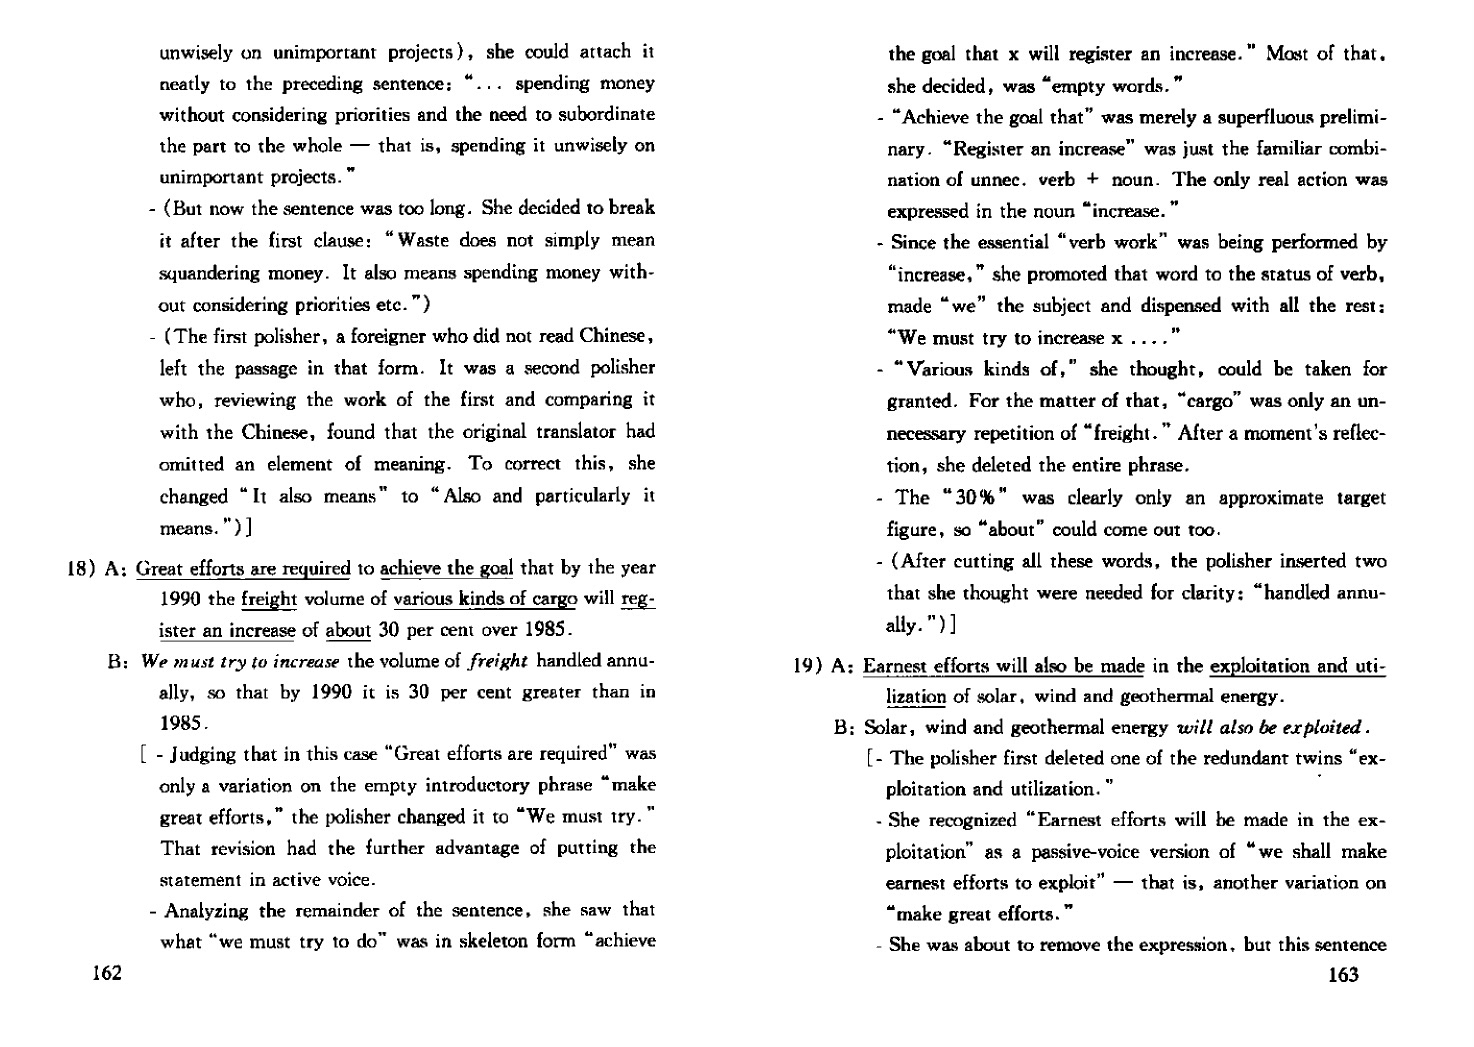 unwisely on unimportant projects), she could attach it
neatly to the preceding sentence: "... spending money
without considering priorities and the need to subordinate
the part to the whole — that is, spending it unwisely on
unimportant projects."
- (But now the sentence was too long. She decided to break
it after the first clause: "Waste does not simply mean
squandering money. It also means spending money with-
out considering priorities etc.")
- (The first polisher, a foreigner who did not read Chinese,
left the passage in that form. It was a second polisher
who, reviewing the work of the first and comparing it
with the Chinese, found that the original translator had
omitted an element of meaning. To correct this, she
changed "It also means" to "Also and particularly it
means.")]
18) A: Great efforts are required to achieve the goal that by the year
1990 the freight volume of various kinds of cargo will reg-
ister an increase of about 30 per cent over 1985.
B: We must try to increase the volume of freight handled annu-
ally, so that by 1990 it is 30 per cent greater than in
1985.
[ - Judging that in this case "Great efforts are required" was
only a variation on the empty introductory phrase "make
great efforts," the polisher changed it to "We must try."
That revision had the further advantage of putting the
statement in active voice.
- Analyzing the remainder of the sentence, she saw that
what "we must try to do" was in skeleton form "achieve
162
the goal that x will register an increase." Most of that,
she decided, was "empty words."
- "Achieve the goal that" was merely a superfluous prelimi-
nary. "Register an increase" was just the familiar combi-
nation of unnec. verb + noun. The only real action was
expressed in the noun "increase."
- Since the essential "verb work" was being performed by
"increase," she promoted that word to the status of verb,
made "we" the subject and dispensed with all the rest:
"We must try to increase x ...."
- "Various kinds of," she thought, could be taken for
granted. For the matter of that, "cargo" was only an un-
necessary repetition of "freight." After a moment's reflec-
tion, she deleted the entire phrase.
- The "30%" was clearly only an approximate target
figure, so "about" could come out too.
- (After cutting all these words, the polisher inserted two
that she thought were needed for clarity: "handled annu-
ally.")]
19) A: Earnest efforts will also be made in the exploitation and uti-
lization of solar, wind and geothermal energy.
B: Solar, wind and geothermal energy will also be exploited.
[- The polisher first deleted one of the redundant twins "ex-
ploitation and utilization."
- She recognized "Earnest efforts will be made in the ex-
ploitation" as a passive-voice version of "we shall make
earnest efforts to exploit" — that is, another variation on
"make great efforts."
- She was about to remove the expression, but this sentence
163